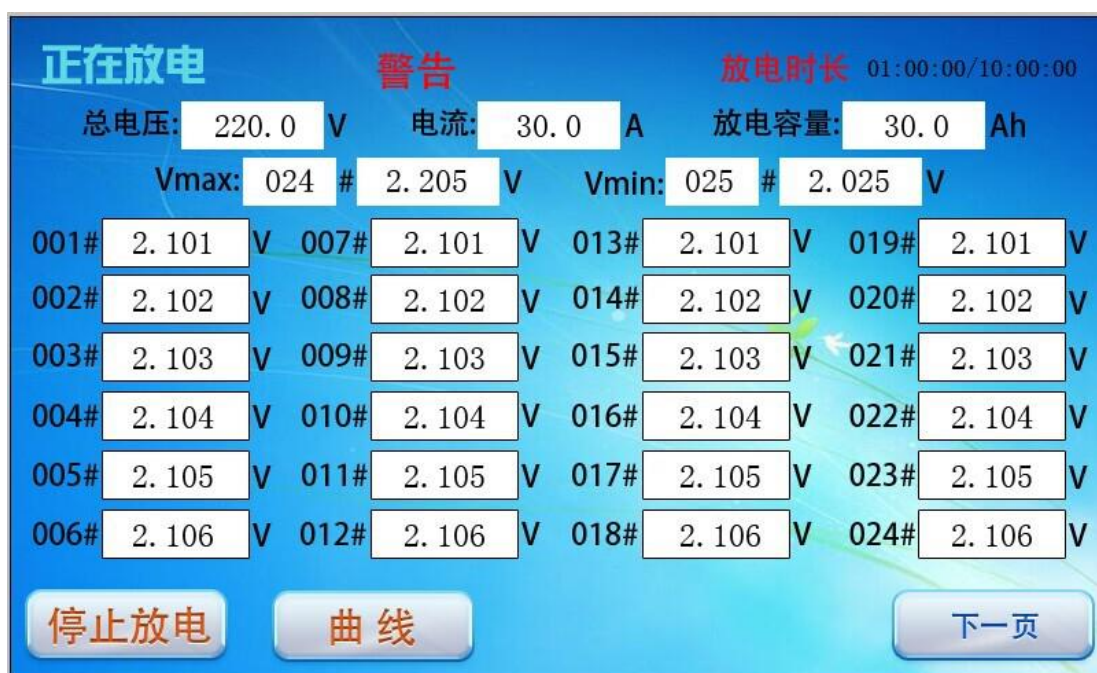 正在放电 警告 放电时长 01:00:00/10:00:00
总电压: 220.0 V 电流: 30.0 A 放电容量: 30.0 Ah
Vmax: 024 # 2.205 V Vmin: 025 # 2.025 V
001# 2.101 V 007# 2.101 V 013# 2.101 V 019# 2.101 V
002# 2.102 V 008# 2.102 V 014# 2.102 V 020# 2.102 V
003# 2.103 V 009# 2.103 V 015# 2.103 V 021# 2.103 V
004# 2.104 V 010# 2.104 V 016# 2.104 V 022# 2.104 V
005# 2.105 V 011# 2.105 V 017# 2.105 V 023# 2.105 V
006# 2.106 V 012# 2.106 V 018# 2.106 V 024# 2.106 V
停止放电 曲线 下一页